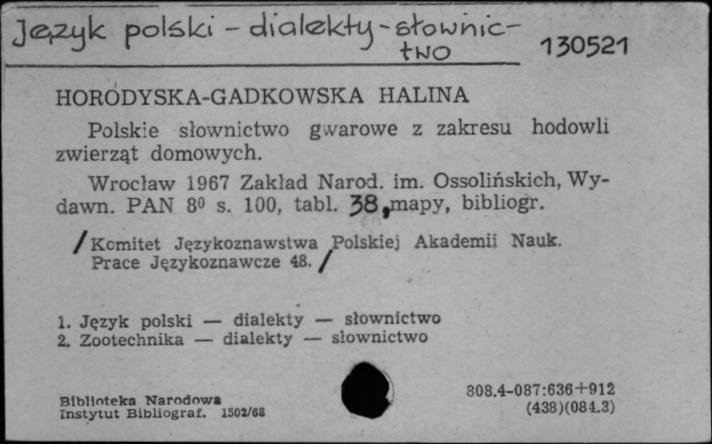 Język polski - dialekty - słownic-
two
130521
HORODYSKA-GADKOWSKA HALINA
Polskie słownictwo gwarowe z zakresu hodowli
zwierząt domowych.
Wrocław 1967 Zakład Narod. im. Ossolińskich, Wy-
dawn. PAN 8⁰ s. 100, tabl. 38, mapy, bibliogr.
/Komitet Językoznawstwa Polskiej Akademii Nauk.
Prace Językoznawcze 48./
1. Język polski — dialekty — słownictwo
2. Zootechnika — dialekty — słownictwo
Biblioteka Narodowa
Instytut Bibliograf. 1502/68
808.4-087:636+912
(438)(084.3)